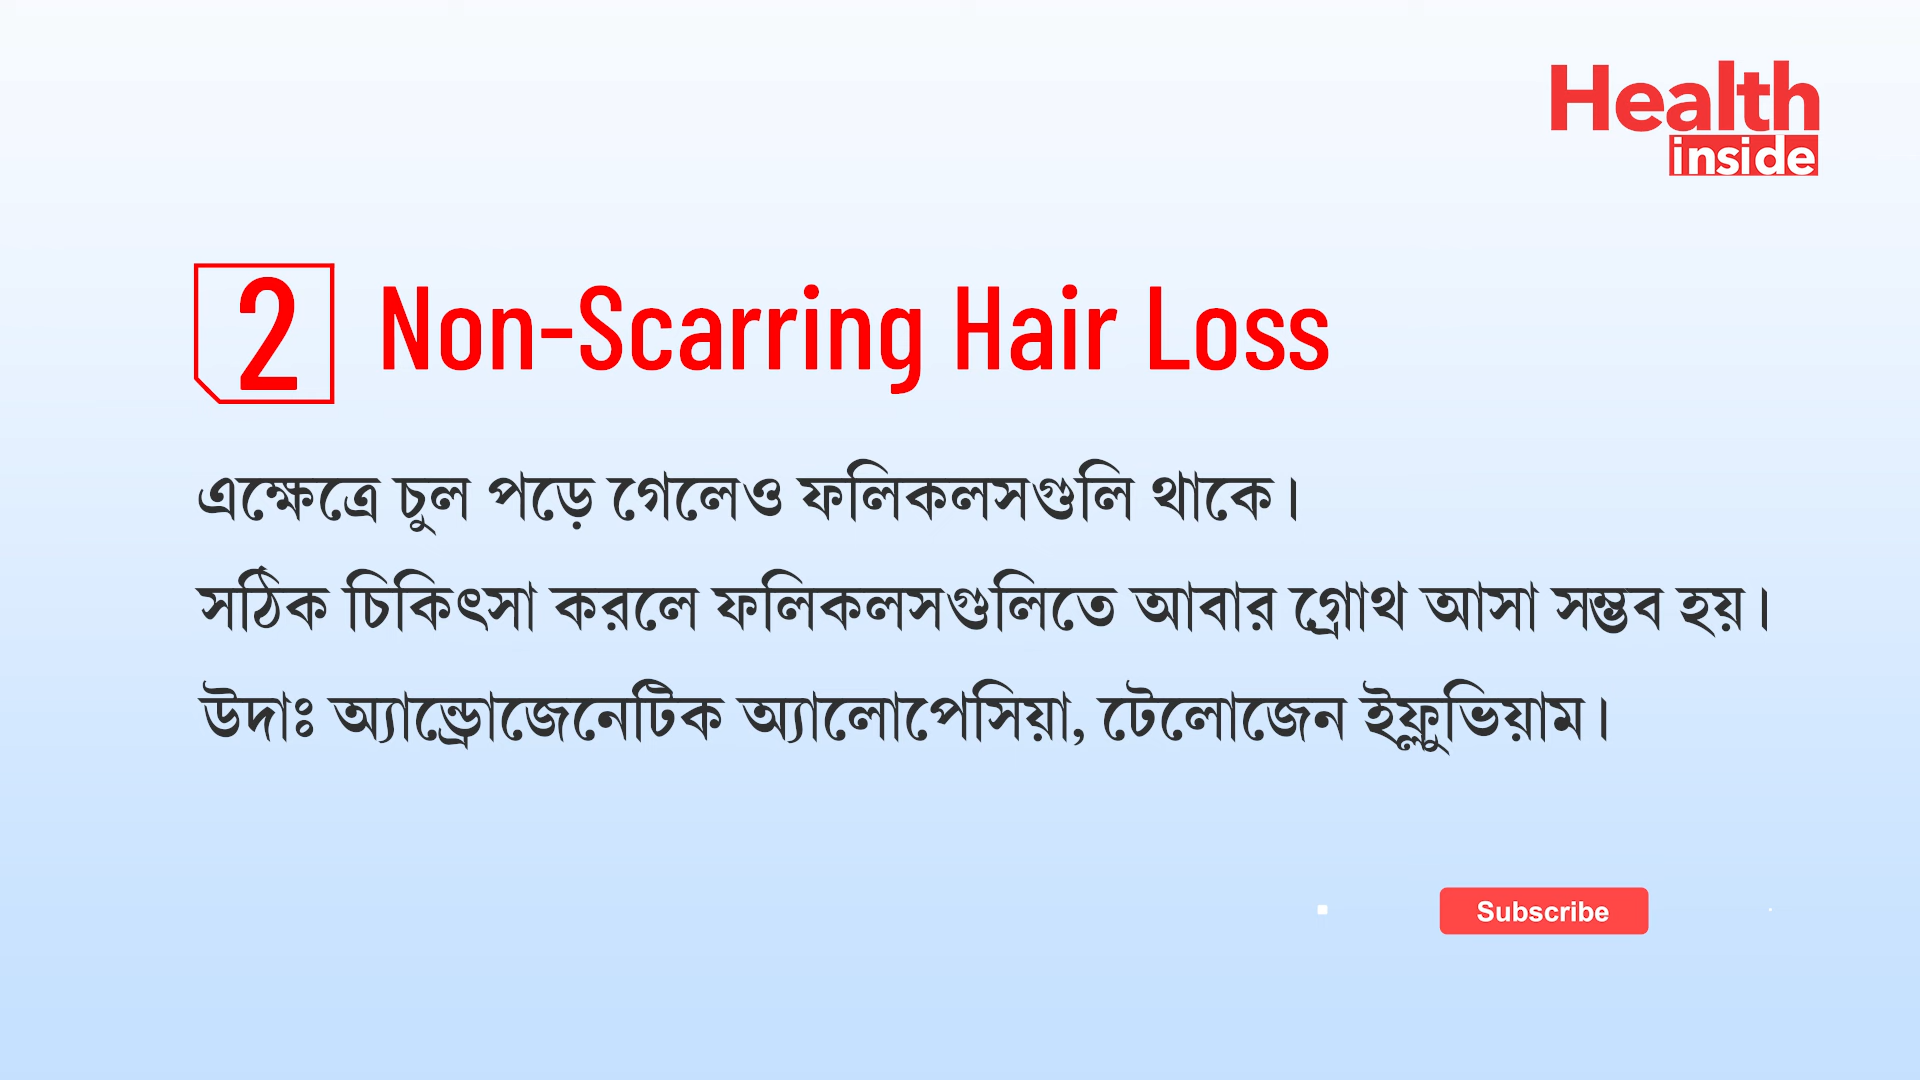 Health
inside
2 Non-Scarring Hair Loss
এক্ষেত্রে চুল পড়ে গেলেও ফলিকলসগুলি থাকে।
সঠিক চিকিৎসা করলে ফলিকলসগুলিতে আবার গ্রোথ আসা সম্ভব হয়।
উদাঃ অ্যান্ড্রোজেনেটিক অ্যালোপেসিয়া, টেলোজেন ইফ্লুভিয়াম।
Subscribe